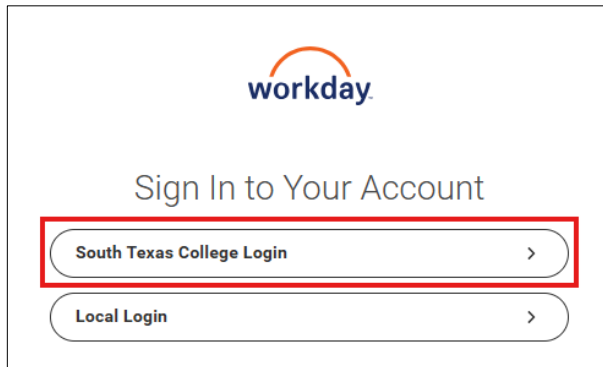 workday.
Sign In to Your Account
South Texas College Login
Local Login